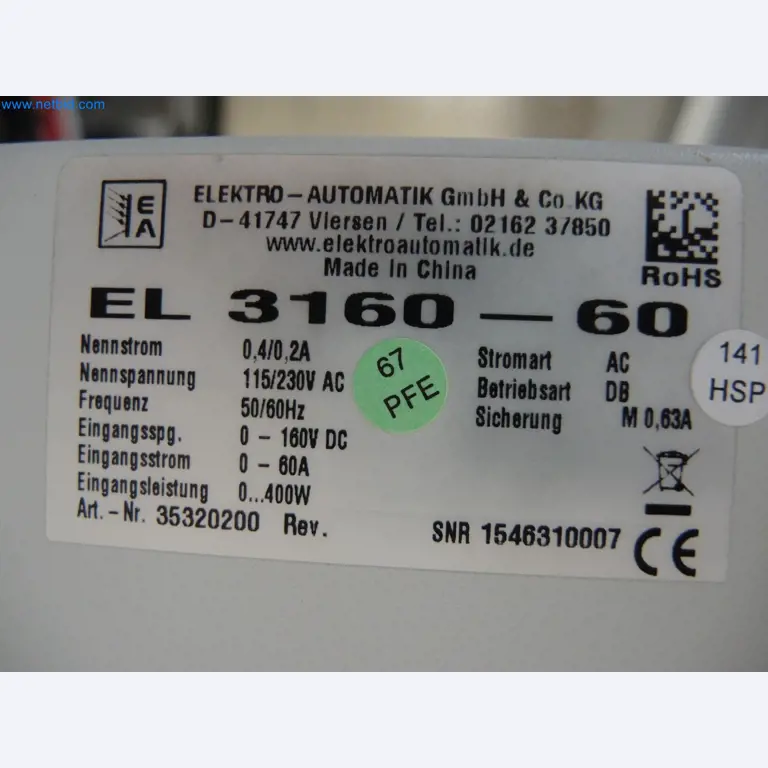 ELEKTRO-AUTOMATIK GmbH & Co.KG
D-41747 Viersen / Tel.: 02162 37850
www.elektroautomatik.de
Made in China
EA
RoHS
EL 3160-60
Nennstrom 0,4/0,2A
Nennspannung 115/230V AC
Frequenz 50/60Hz
Eingangsspg. 0 - 160V DC
Eingangsstrom 0 - 60A
Eingangsleistung 0...400W
Art.-Nr. 35320200 Rev.
67
PFE
Stromart AC
Betriebsart DB
Sicherung M 0,63A
141
HSP
SNR 1546310007
CE